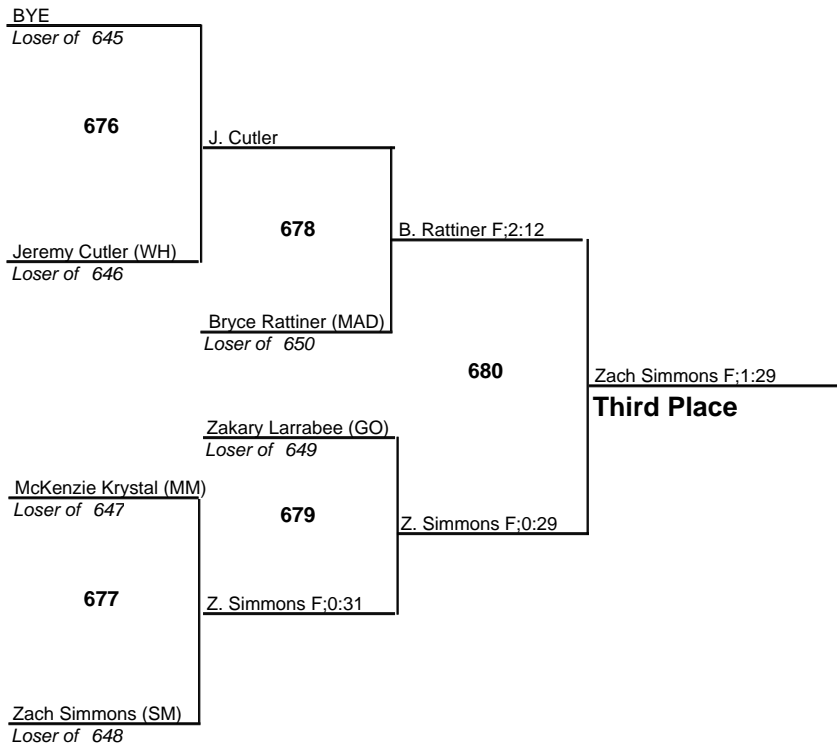 BYE
Loser of 645
676
J. Cutler
678
B. Rattiner F;2:12
Jeremy Cutler (WH)
Loser of 646
Bryce Rattiner (MAD)
Loser of 650
680
Zach Simmons F;1:29
Third Place
Zakary Larrabee (GO)
Loser of 649
McKenzie Krystal (MM)
Loser of 647
679
Z. Simmons F;0:29
677
Z. Simmons F;0:31
Zach Simmons (SM)
Loser of 648